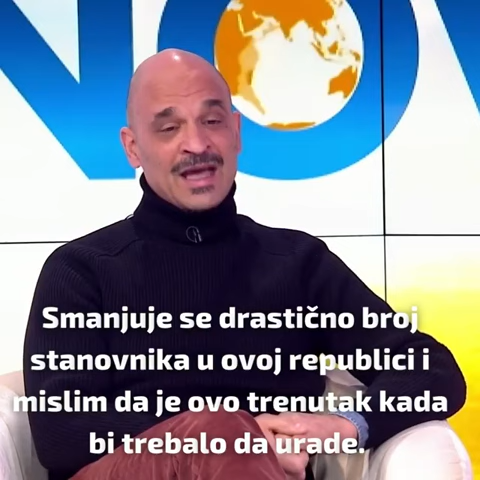 NOV
Smanjuje se drastično broj
stanovnika u ovoj republici i
mislim da je ovo trenutak kada
bi trebalo da urade.